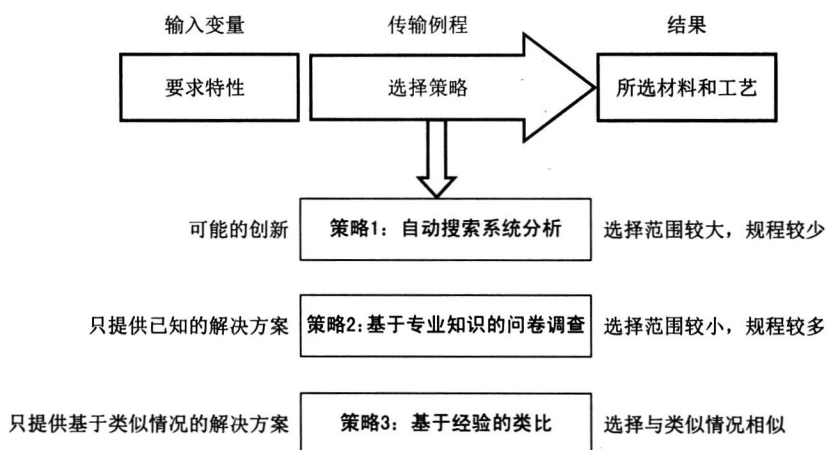 输入变量 传输例程 结果
要求特性 选择策略 所选材料和工艺
可能的创新 策略1：自动搜索系统分析 选择范围较大，规程较少
只提供已知的解决方案 策略2：基于专业知识的问卷调查 选择范围较小，规程较多
只提供基于类似情况的解决方案 策略3：基于经验的类比 选择与类似情况相似